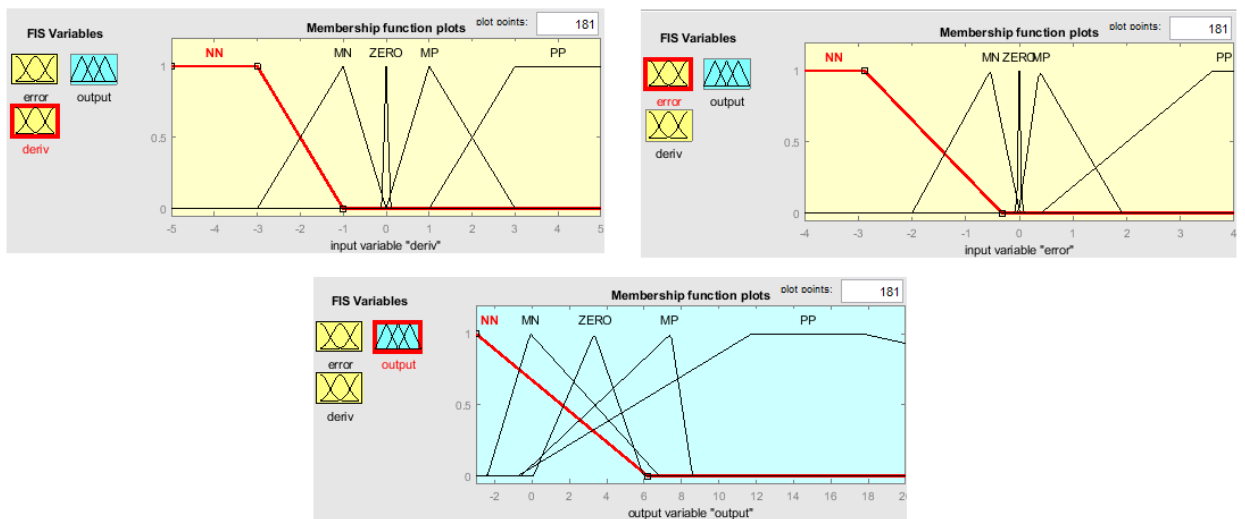 FIS Variables
error
output
deriv
Membership function plots
plot points:
181
NN
MN
ZERO
MP
PP
1
0.5
0
-5
-4
-3
-2
-1
0
1
2
3
4
5
input variable "deriv"
FIS Variables
error
output
deriv
Membership function plots
plot points:
181
NN
MN
ZERO
MP
PP
1
0.5
0
-4
-3
-2
-1
0
1
2
3
4
input variable "error"
FIS Variables
error
output
deriv
Membership function plots
plot points:
181
NN
MN
ZERO
MP
PP
1
0.5
0
-2
0
2
4
6
8
10
12
14
16
18
20
output variable "output"